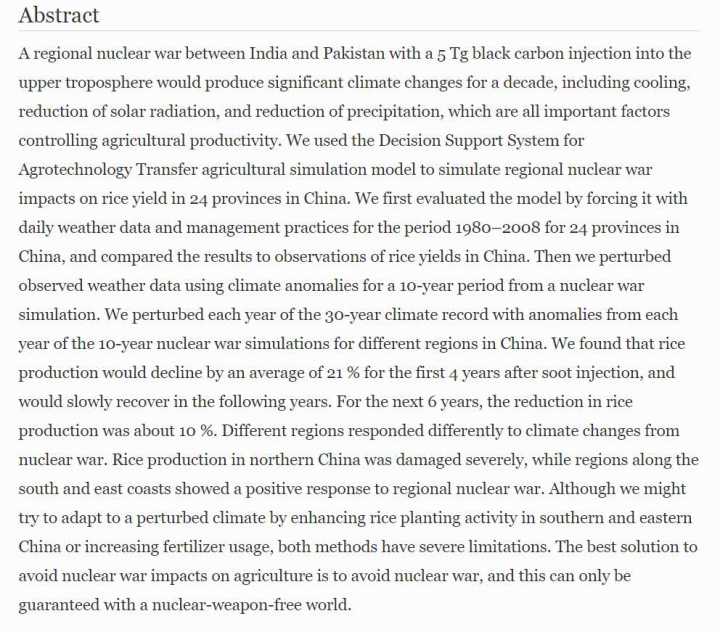 Abstract
A regional nuclear war between India and Pakistan with a 5 Tg black carbon injection into the
upper troposphere would produce significant climate changes for a decade, including cooling,
reduction of solar radiation, and reduction of precipitation, which are all important factors
controlling agricultural productivity. We used the Decision Support System for
Agrotechnology Transfer agricultural simulation model to simulate regional nuclear war
impacts on rice yield in 24 provinces in China. We first evaluated the model by forcing it with
daily weather data and management practices for the period 1980–2008 for 24 provinces in
China, and compared the results to observations of rice yields in China. Then we perturbed
observed weather data using climate anomalies for a 10-year period from a nuclear war
simulation. We perturbed each year of the 30-year climate record with anomalies from each
year of the 10-year nuclear war simulations for different regions in China. We found that rice
production would decline by an average of 21 % for the first 4 years after soot injection, and
would slowly recover in the following years. For the next 6 years, the reduction in rice
production was about 10 %. Different regions responded differently to climate changes from
nuclear war. Rice production in northern China was damaged severely, while regions along the
south and east coasts showed a positive response to regional nuclear war. Although we might
try to adapt to a perturbed climate by enhancing rice planting activity in southern and eastern
China or increasing fertilizer usage, both methods have severe limitations. The best solution to
avoid nuclear war impacts on agriculture is to avoid nuclear war, and this can only be
guaranteed with a nuclear-weapon-free world.